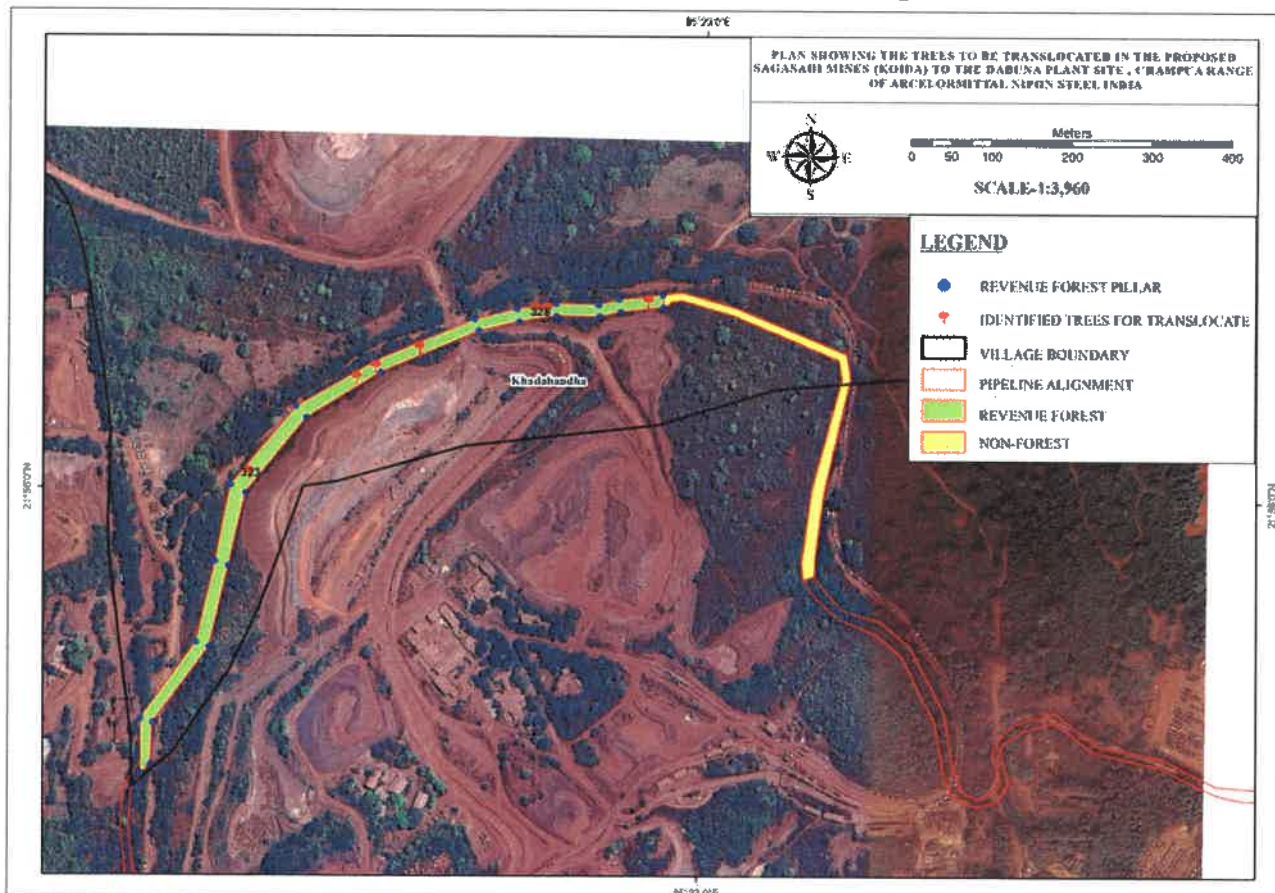 PLAN SHOWING THE TREES TO BE TRANSLOCATED IN THE PROPOSED
SAGASAHI MINES (KOIDA) TO THE DABUNA PLANT SITE , CHAMPUA RANGE
OF ARCELORMITTAL NIPON STEEL INDIA
N
W E
S
Meters
0 50 100 200 300 400
SCALE-1:3,960
LEGEND
REVENUE FOREST PILLAR
IDENTIFIED TREES FOR TRANSLOCATE
VILLAGE BOUNDARY
PIPELINE ALIGNMENT
REVENUE FOREST
NON-FOREST
328
Khadabandha